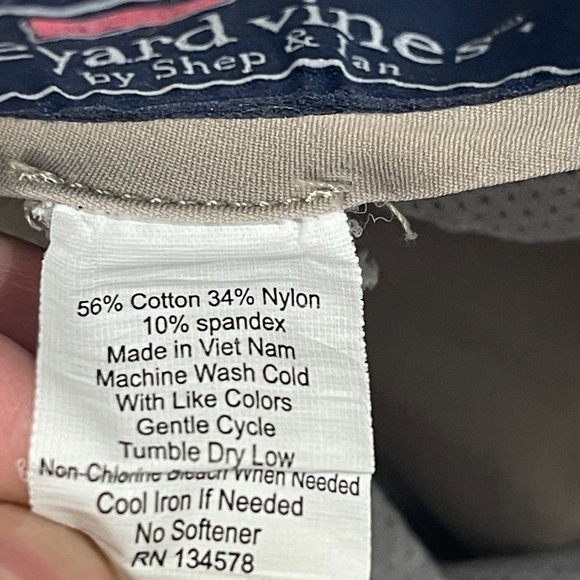 eyard vines
by Shep & Ian
56% Cotton 34% Nylon
10% spandex
Made in Viet Nam
Machine Wash Cold
With Like Colors
Gentle Cycle
Tumble Dry Low
Non-Chlorine Bleach When Needed
Cool Iron If Needed
No Softener
RN 134578